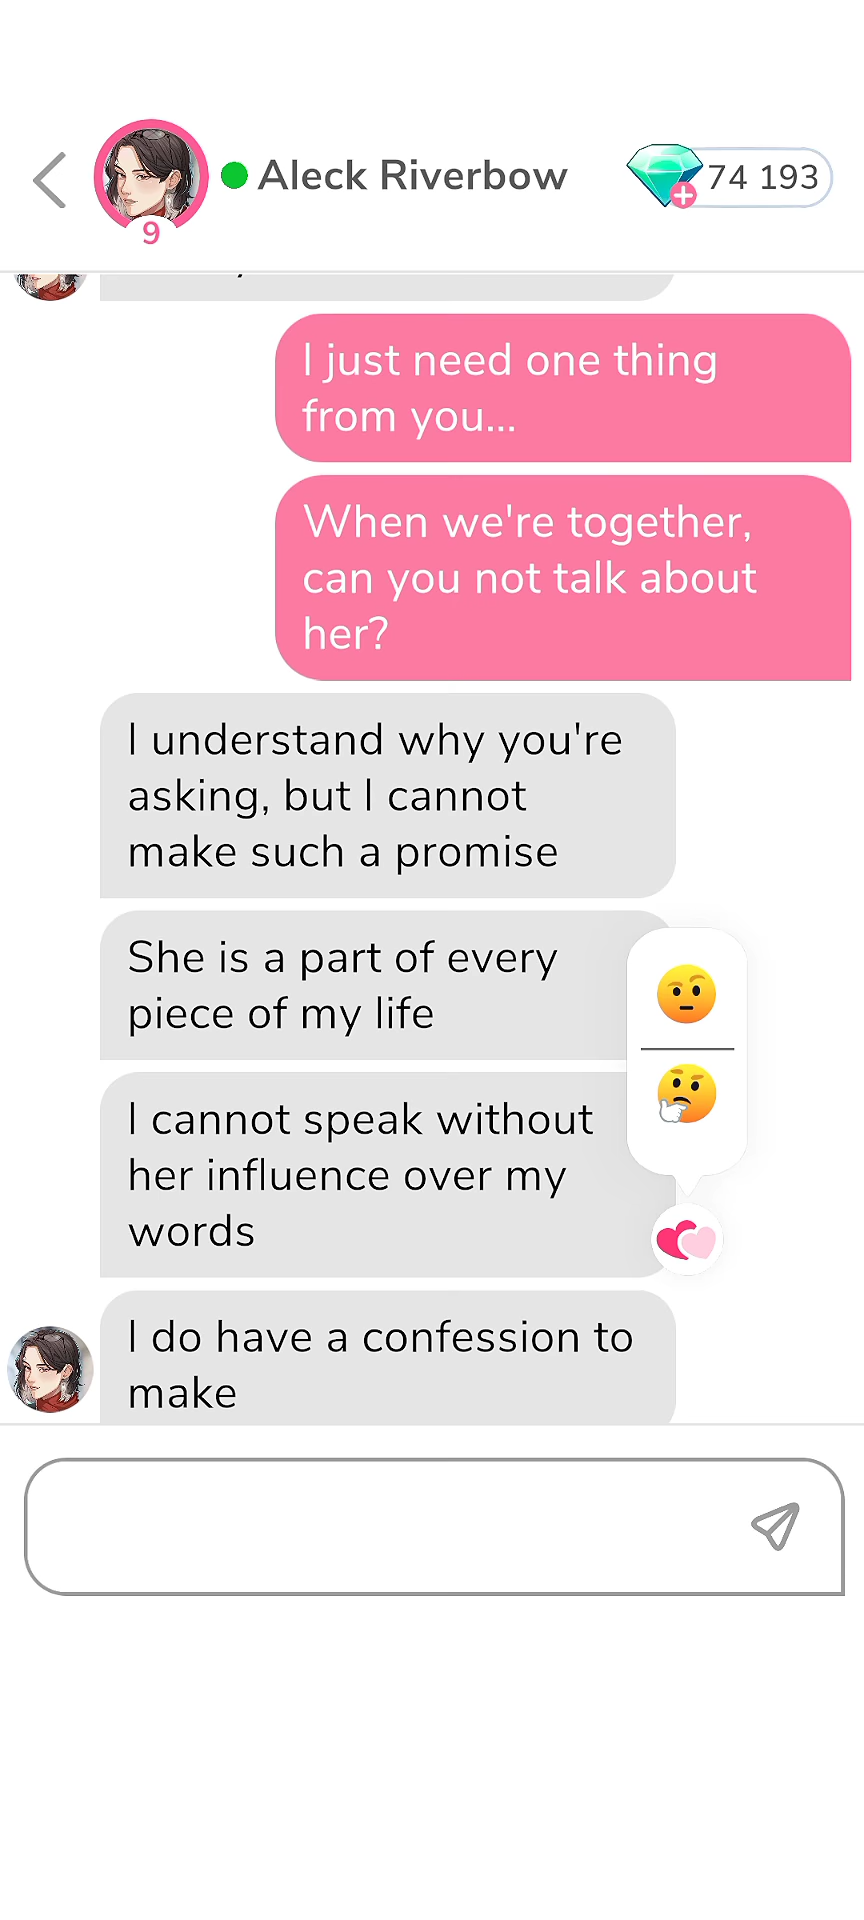 Aleck Riverbow
74 193
9
I just need one thing
from you...
When we're together,
can you not talk about
her?
I understand why you're
asking, but I cannot
make such a promise
She is a part of every
piece of my life
I cannot speak without
her influence over my
words
I do have a confession to
make